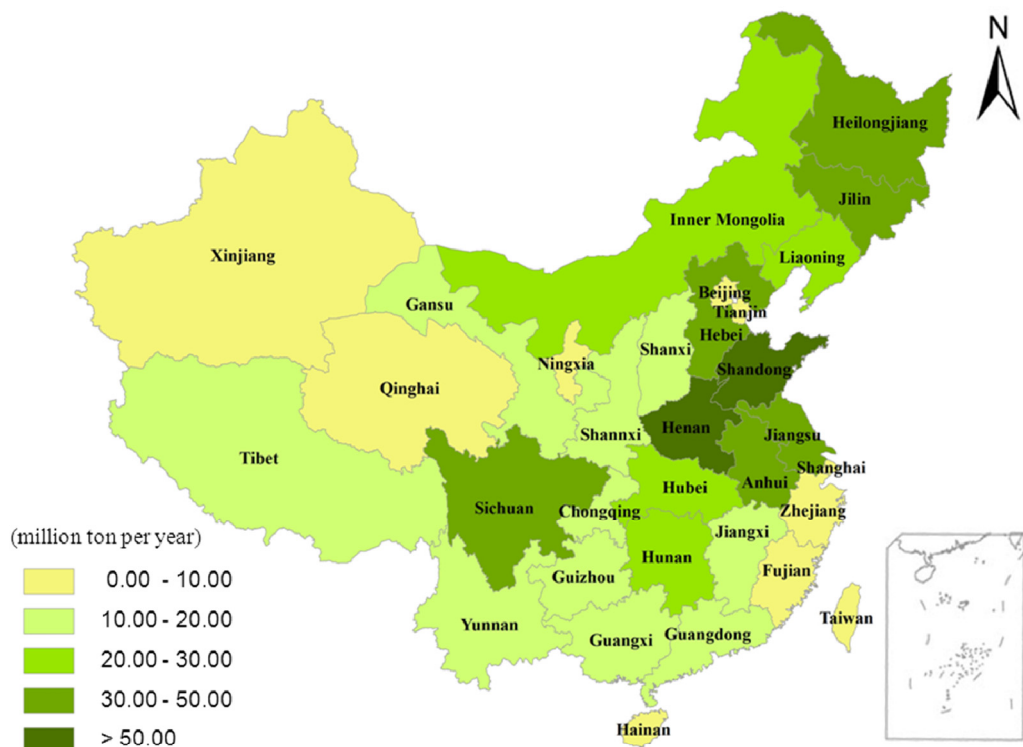 N
Heilongjiang
Jilin
Inner Mongolia
Liaoning
Xinjiang
Beijing
Gansu
Tianjin
Hebei
Shanxi
Ningxia
Shandong
Qinghai
Henan
Shannxi
Jiangsu
Tibet
Shanghai
Anhui
Hubei
Sichuan
Chongqing
Zhejiang
Jiangxi
(million ton per year)
Hunan
Fujian
Guizhou
0.00 - 10.00
Taiwan
10.00 - 20.00
Yunnan
Guangdong
Guangxi
20.00 - 30.00
30.00 - 50.00
Hainan
> 50.00